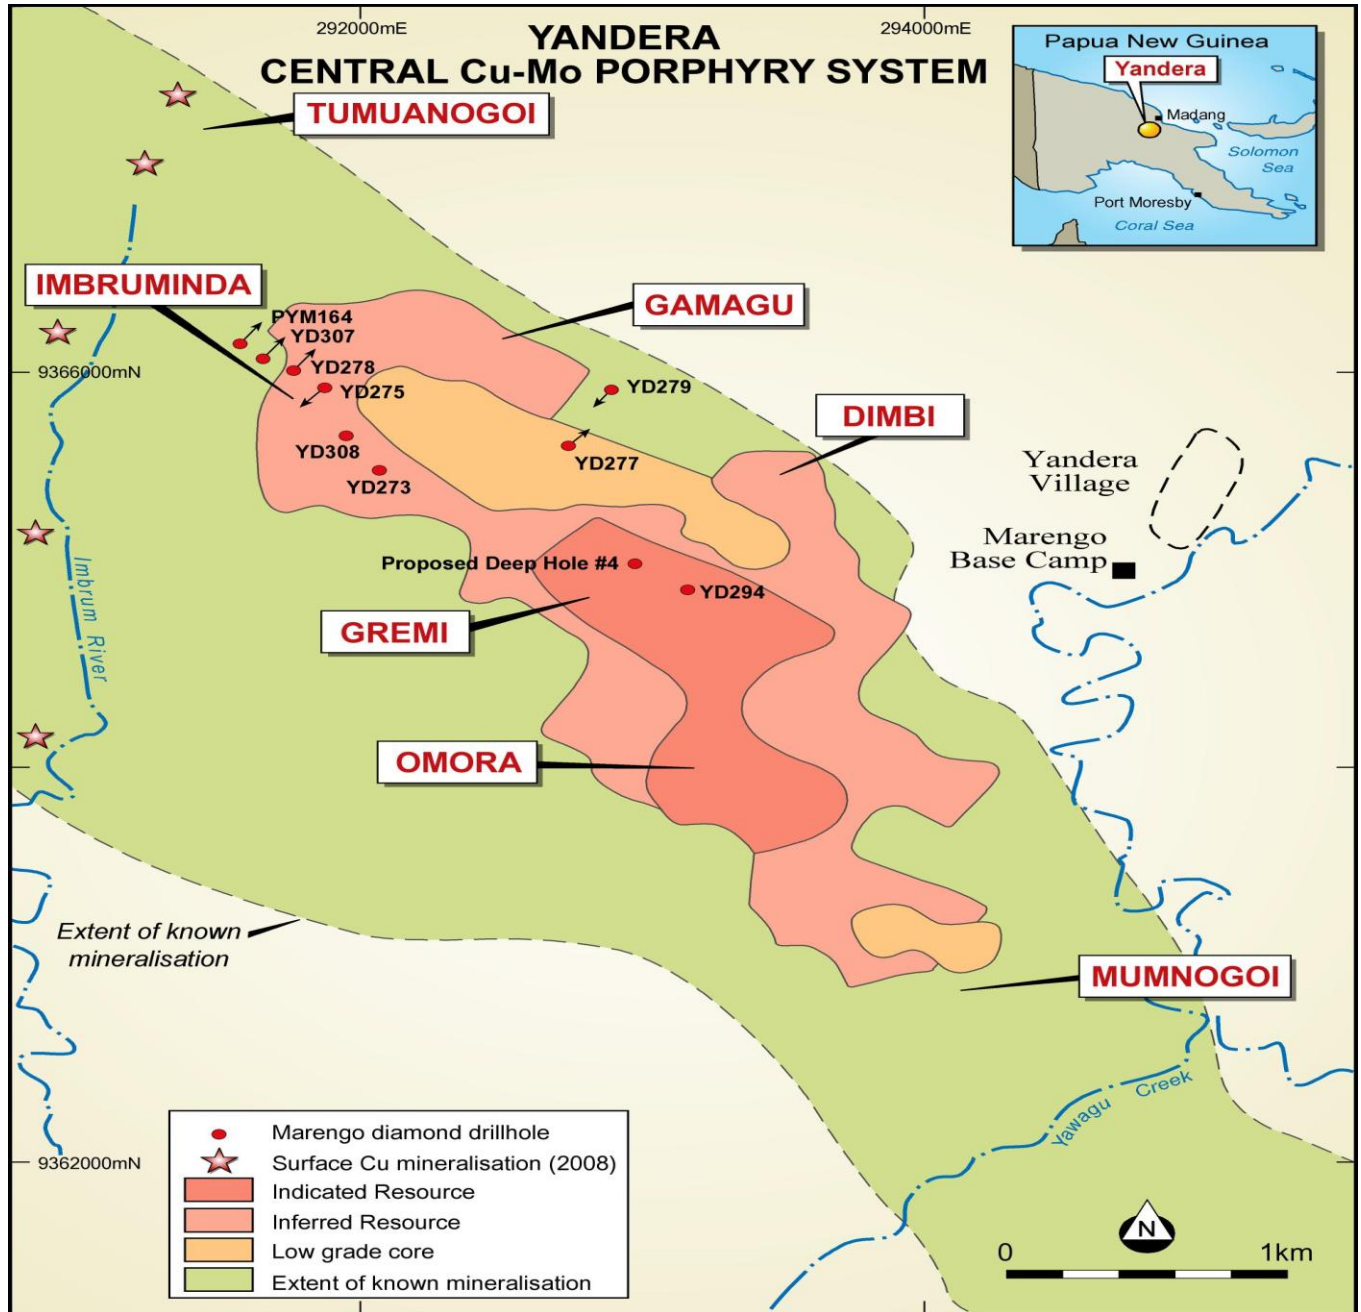 292000mE
294000mE
YANDERA
CENTRAL Cu-Mo PORPHYRY SYSTEM
Papua New Guinea
Yandera
Madang
Solomon
Sea
Port Moresby
Coral Sea
TUMUANOGOI
IMBRUMINDA
GAMAGU
PYM164
YD307
9366000mN
YD278
YD275
YD279
DIMBI
YD308
YD277
YD273
Yandera
Village
Marengo
Base Camp
Proposed Deep Hole #4
YD294
GREMI
Imbrum River
OMORA
Extent of known
mineralisation
MUMNOGOI
Yawagu Creek
9362000mN
Marengo diamond drillhole
Surface Cu mineralisation (2008)
Indicated Resource
Inferred Resource
Low grade core
Extent of known mineralisation
N
0 1km